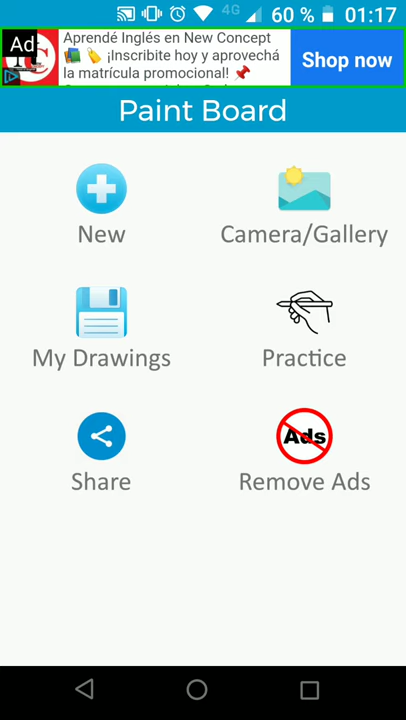 4G 60 % 01:17
Ad
Aprendé Inglés en New Concept
¡Inscribite hoy y aprovechá
la matrícula promocional!
Shop now
Paint Board
New
Camera/Gallery
My Drawings
Practice
Share
Ads
Remove Ads